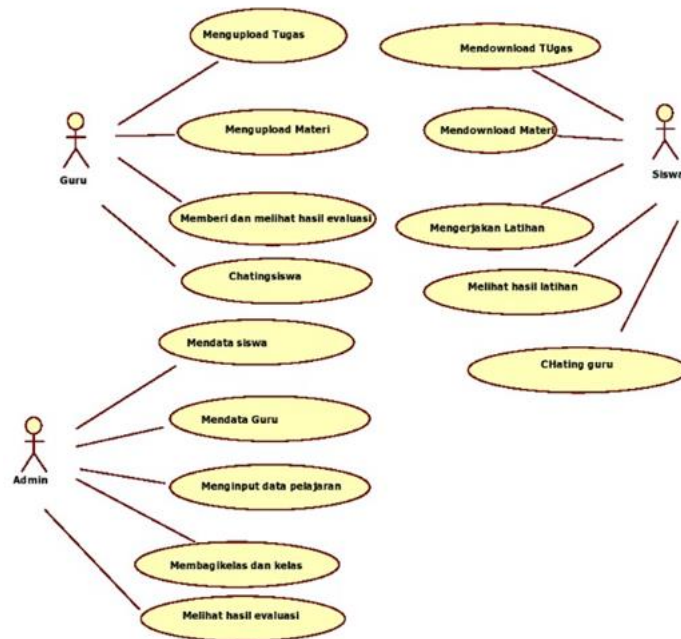 Mengupload Tugas
Mendownload TUgas
Mengupload Materi
Mendownload Materi
Guru
Siswa
Memberi dan melihat hasil evaluasi
Mengerjakan Latihan
Chatingsiswa
Melihat hasil latihan
Mendata siswa
CHating guru
Mendata Guru
Admin
Menginput data pelajaran
Membagikelas dan kelas
Melihat hasil evaluasi